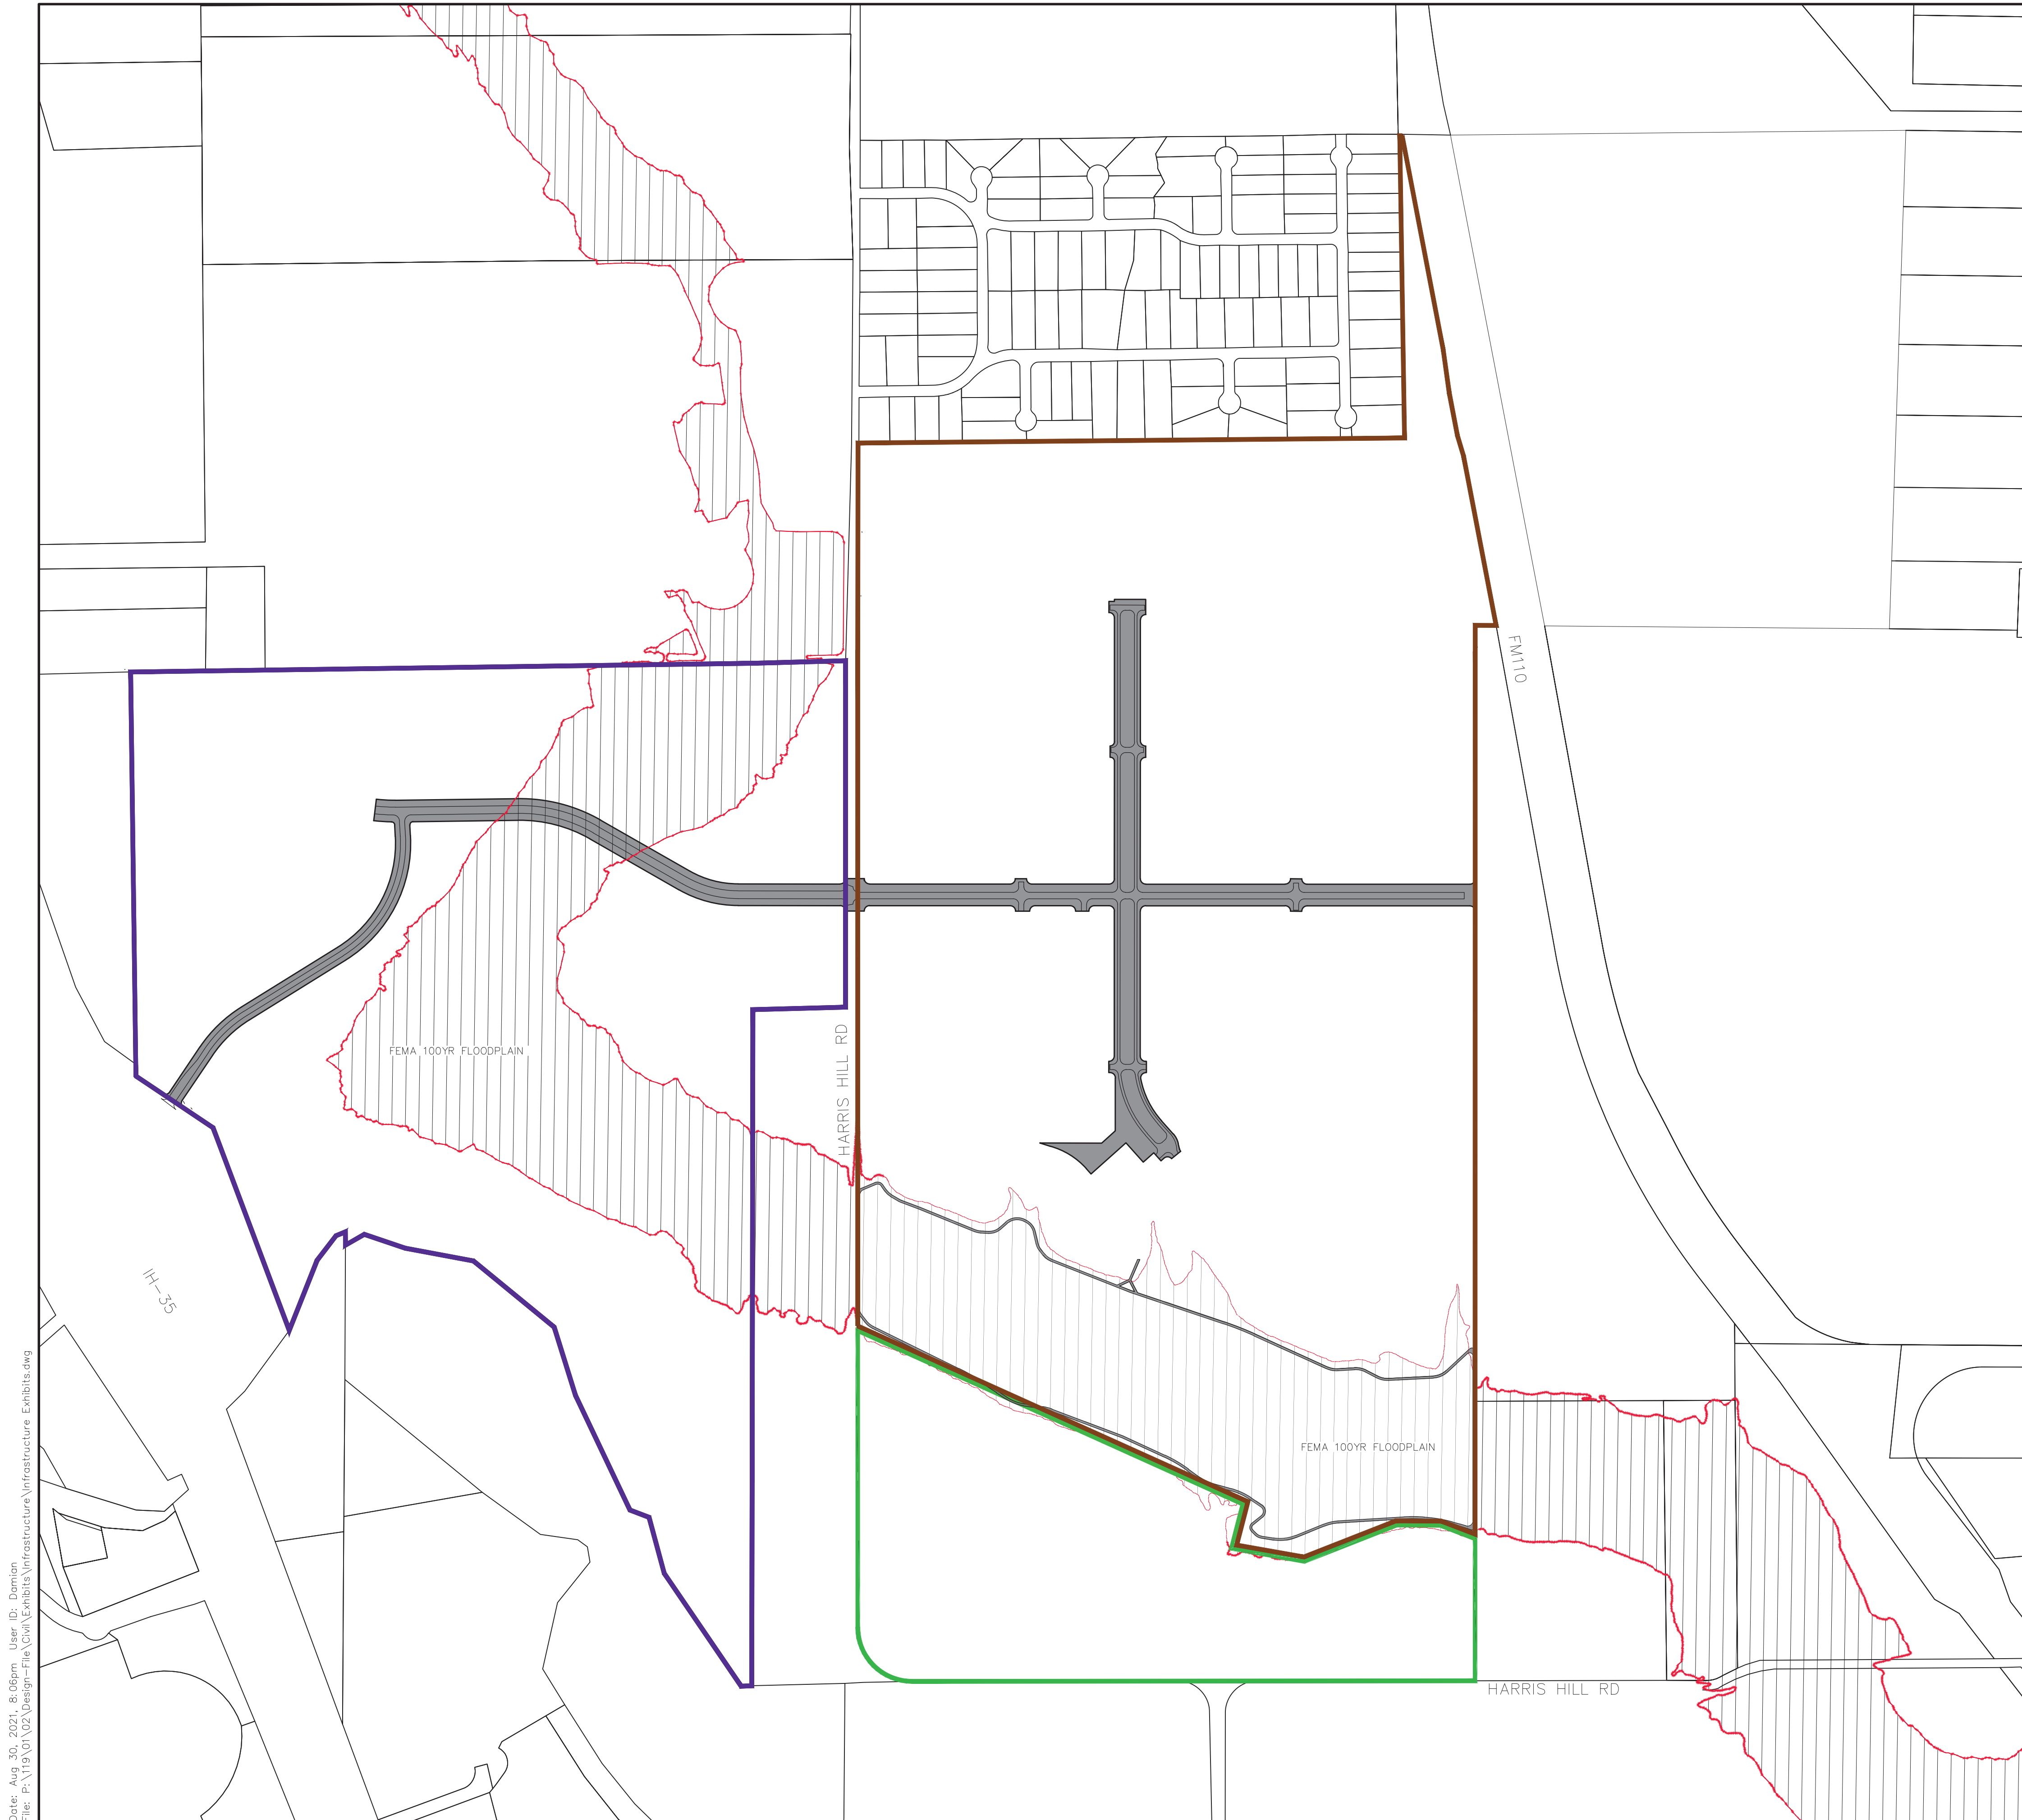 FM110
FEMA 100YR FLOODPLAIN
HARRIS HILL RD
IH-35
FEMA 100YR FLOODPLAIN
HARRIS HILL RD
Date: Aug 30, 2021, 8:06pm User ID: Damian
File: P:\119\01\02\Design-File\Civil\Exhibits\Infrastructure\Infrastructure Exhibits.dwg